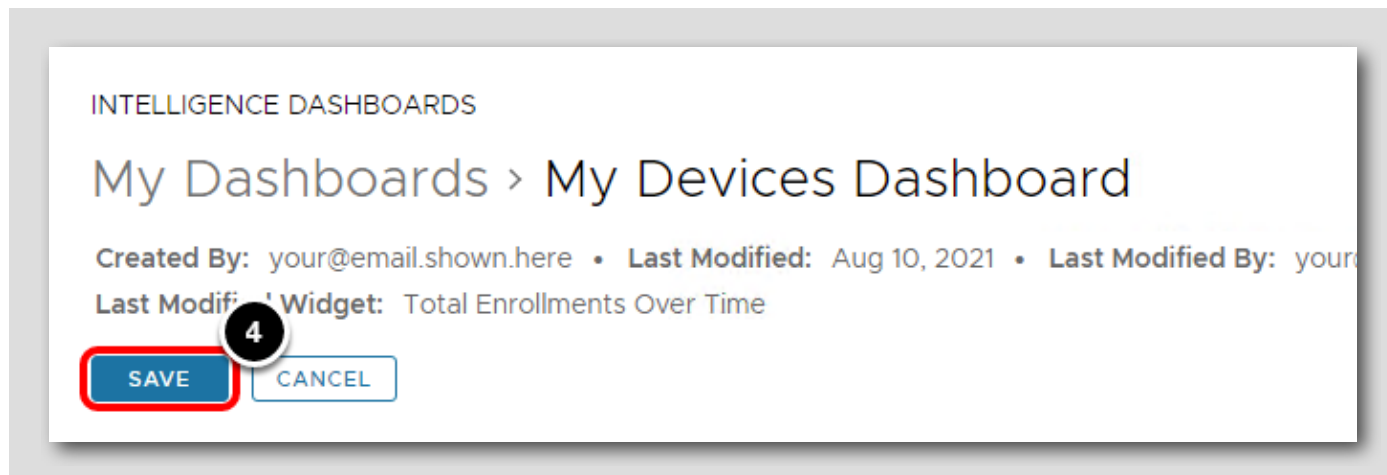 INTELLIGENCE DASHBOARDS
My Dashboards > My Devices Dashboard
Created By: your@email.shown.here • Last Modified: Aug 10, 2021 • Last Modified By:
Last Modified Widget: Total Enrollments Over Time
4
SAVE CANCEL